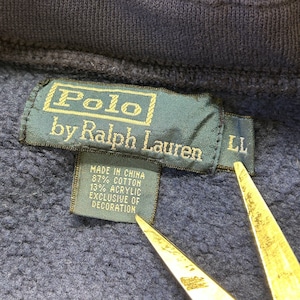 Polo
by Ralph Lauren
LL
MADE IN CHINA
87% COTTON
13% ACRYLIC
EXCLUSIVE OF
DECORATION